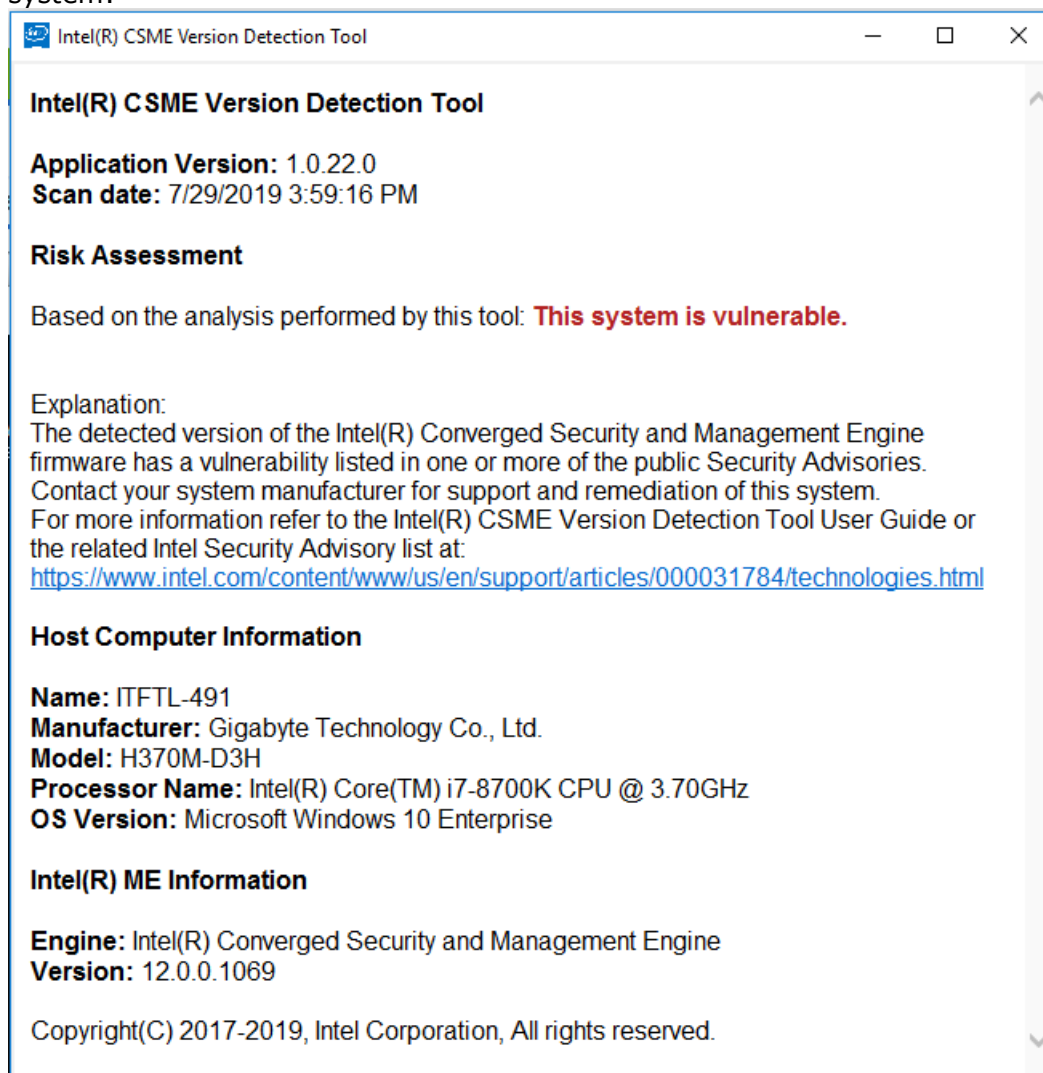 system.
Intel(R) CSME Version Detection Tool
Intel(R) CSME Version Detection Tool
Application Version: 1.0.22.0
Scan date: 7/29/2019 3:59:16 PM
Risk Assessment
Based on the analysis performed by this tool: This system is vulnerable.
Explanation:
The detected version of the Intel(R) Converged Security and Management Engine
firmware has a vulnerability listed in one or more of the public Security Advisories.
Contact your system manufacturer for support and remediation of this system.
For more information refer to the Intel(R) CSME Version Detection Tool User Guide or
the related Intel Security Advisory list at:
https://www.intel.com/content/www/us/en/support/articles/000031784/technologies.html
Host Computer Information
Name: ITFTL-491
Manufacturer: Gigabyte Technology Co., Ltd.
Model: H370M-D3H
Processor Name: Intel(R) Core(TM) i7-8700K CPU @ 3.70GHz
OS Version: Microsoft Windows 10 Enterprise
Intel(R) ME Information
Engine: Intel(R) Converged Security and Management Engine
Version: 12.0.0.1069
Copyright(C) 2017-2019, Intel Corporation, All rights reserved.